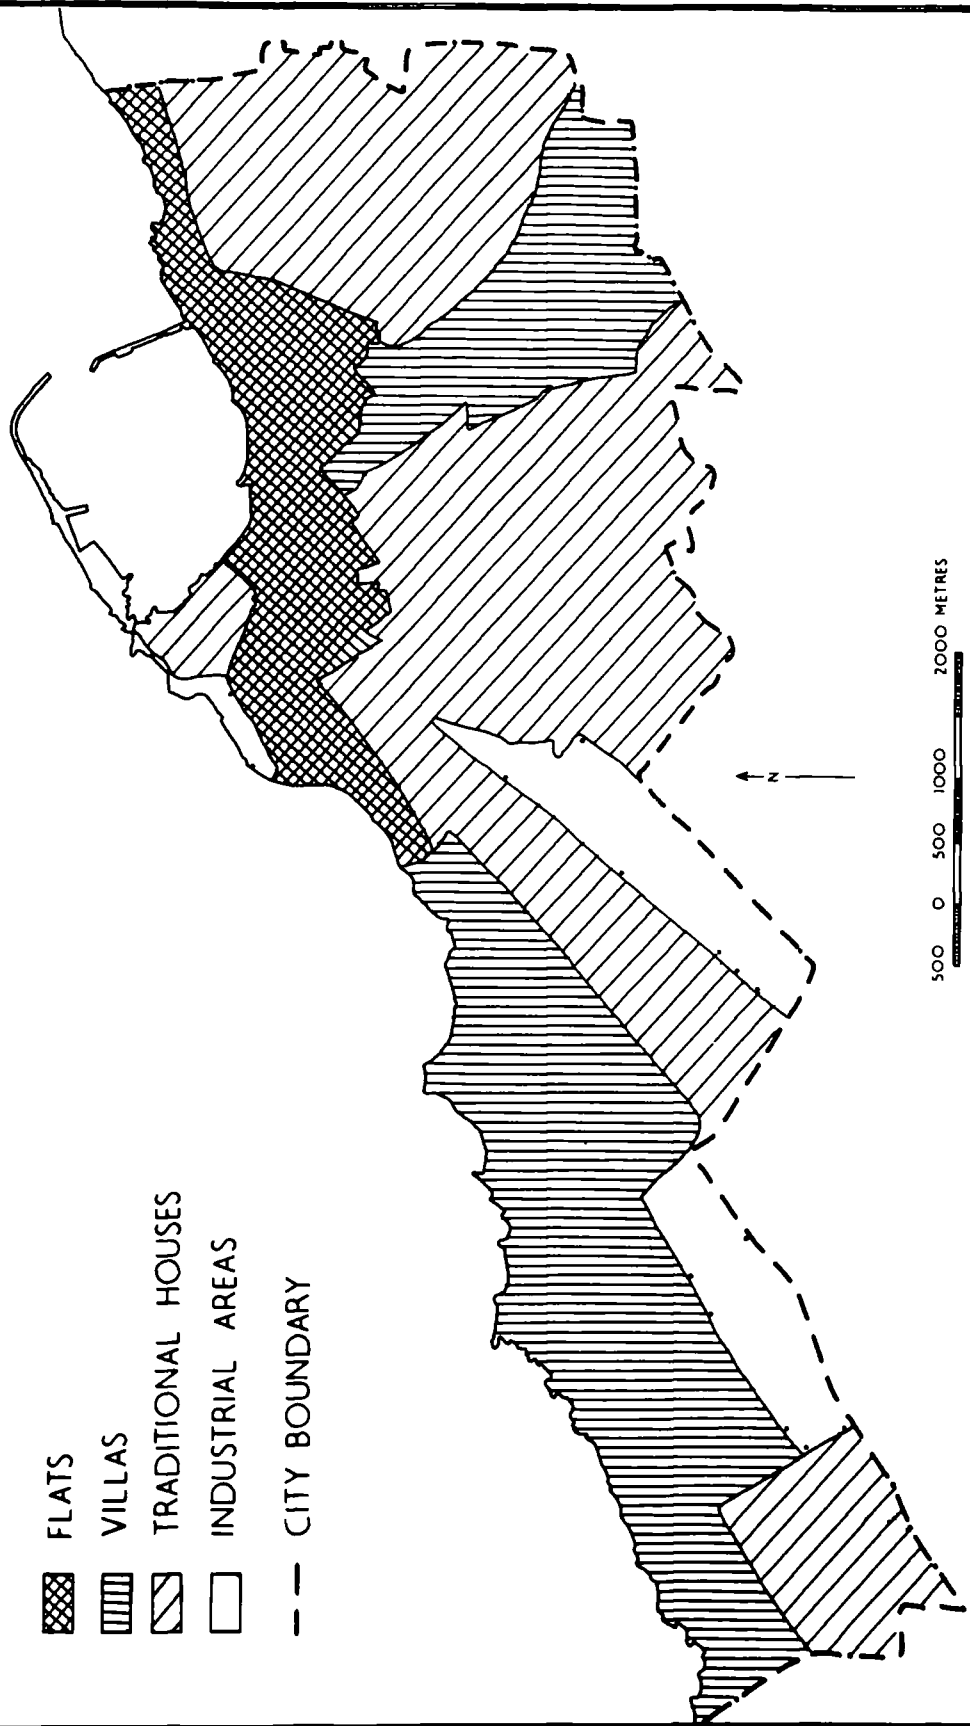 FLATS
VILLAS
TRADITIONAL HOUSES
INDUSTRIAL AREAS
CITY BOUNDARY
N
500 0 500 1000 2000 METRES